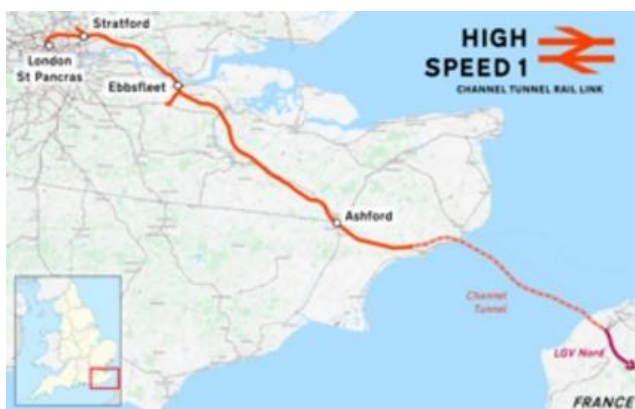 Stratford
London
St Pancras
Ebbsfleet
HIGH
SPEED 1
CHANNEL TUNNEL RAIL LINK
Ashford
Channel
Tunnel
LGV Nord
FRANCE